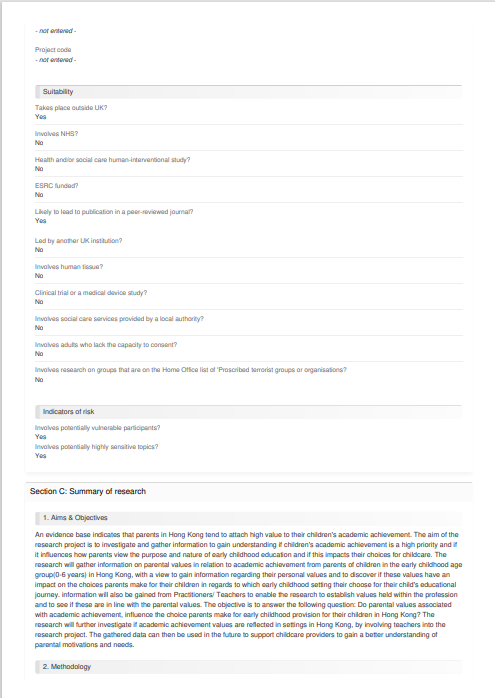 - not entered -
Project code
- not entered -
Suitability
Takes place outside UK?
Yes
Involves NHS?
No
Health and/or social care human-interventional study?
No
ESRC funded?
No
Likely to lead to publication in a peer-reviewed journal?
Yes
Led by another UK institution?
No
Involves human tissue?
No
Clinical trial or a medical device study?
No
Involves social care services provided by a local authority?
No
Involves adults who lack the capacity to consent?
No
Involves research on groups that are on the Home Office list of 'Proscribed terrorist groups or organisations?
No
Indicators of risk
Involves potentially vulnerable participants?
Yes
Involves potentially highly sensitive topics?
Yes
Section C: Summary of research
1. Aims & Objectives
An evidence base indicates that parents in Hong Kong tend to attach high value to their children's academic achievement. The aim of the
research project is to investigate and gather information to gain understanding if children's academic achievement is a high priority and if
it influences how parents view the purpose and nature of early childhood education and if this impacts their choices for childcare. The
research will gather information on parental values in relation to academic achievement from parents of children in the early childhood age
group(0-6 years) in Hong Kong, with a view to gain information regarding their personal values and to discover if these values have an
impact on the choices parents make for their children in regards to which early childhood setting their choose for their child's educational
journey. information will also be gained from Practitioners/ Teachers to enable the research to establish values held within the profession
and to see if these are in line with the parental values. The objective is to answer the following question: Do parental values associated
with academic achievement, influence the choice parents make for early childhood provision for their children in Hong Kong? The
research will further investigate if academic achievement values are reflected in settings in Hong Kong, by involving teachers into the
research project. The gathered data can then be used in the future to support childcare providers to gain a better understanding of
parental motivations and needs.
2. Methodology